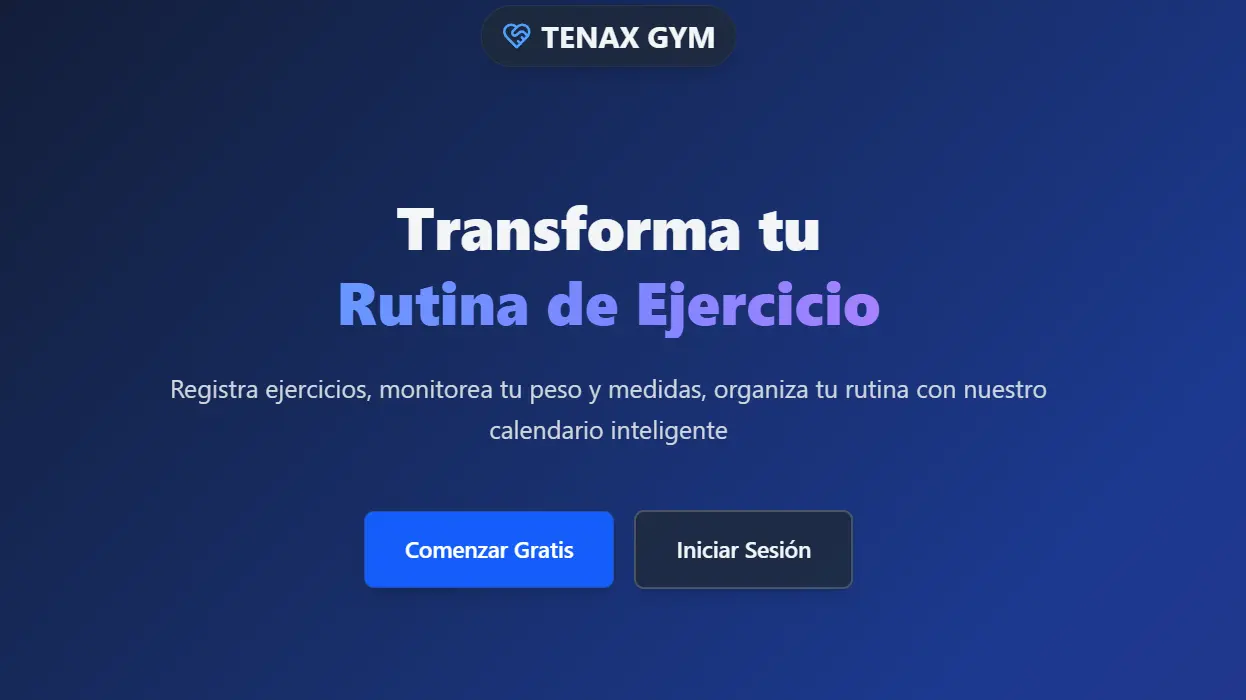 TENAX GYM
Transforma tu
Rutina de Ejercicio
Registra ejercicios, monitorea tu peso y medidas, organiza tu rutina con nuestro
calendario inteligente
Comenzar Gratis
Iniciar Sesión